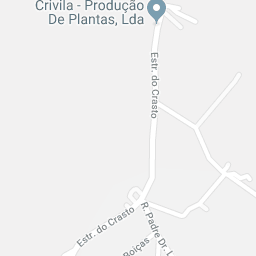 Crivila - Produção
De Plantas, Lda
Estr. do Crasto
Estr. do Crasto
R. Padre Dr. L
Boiças